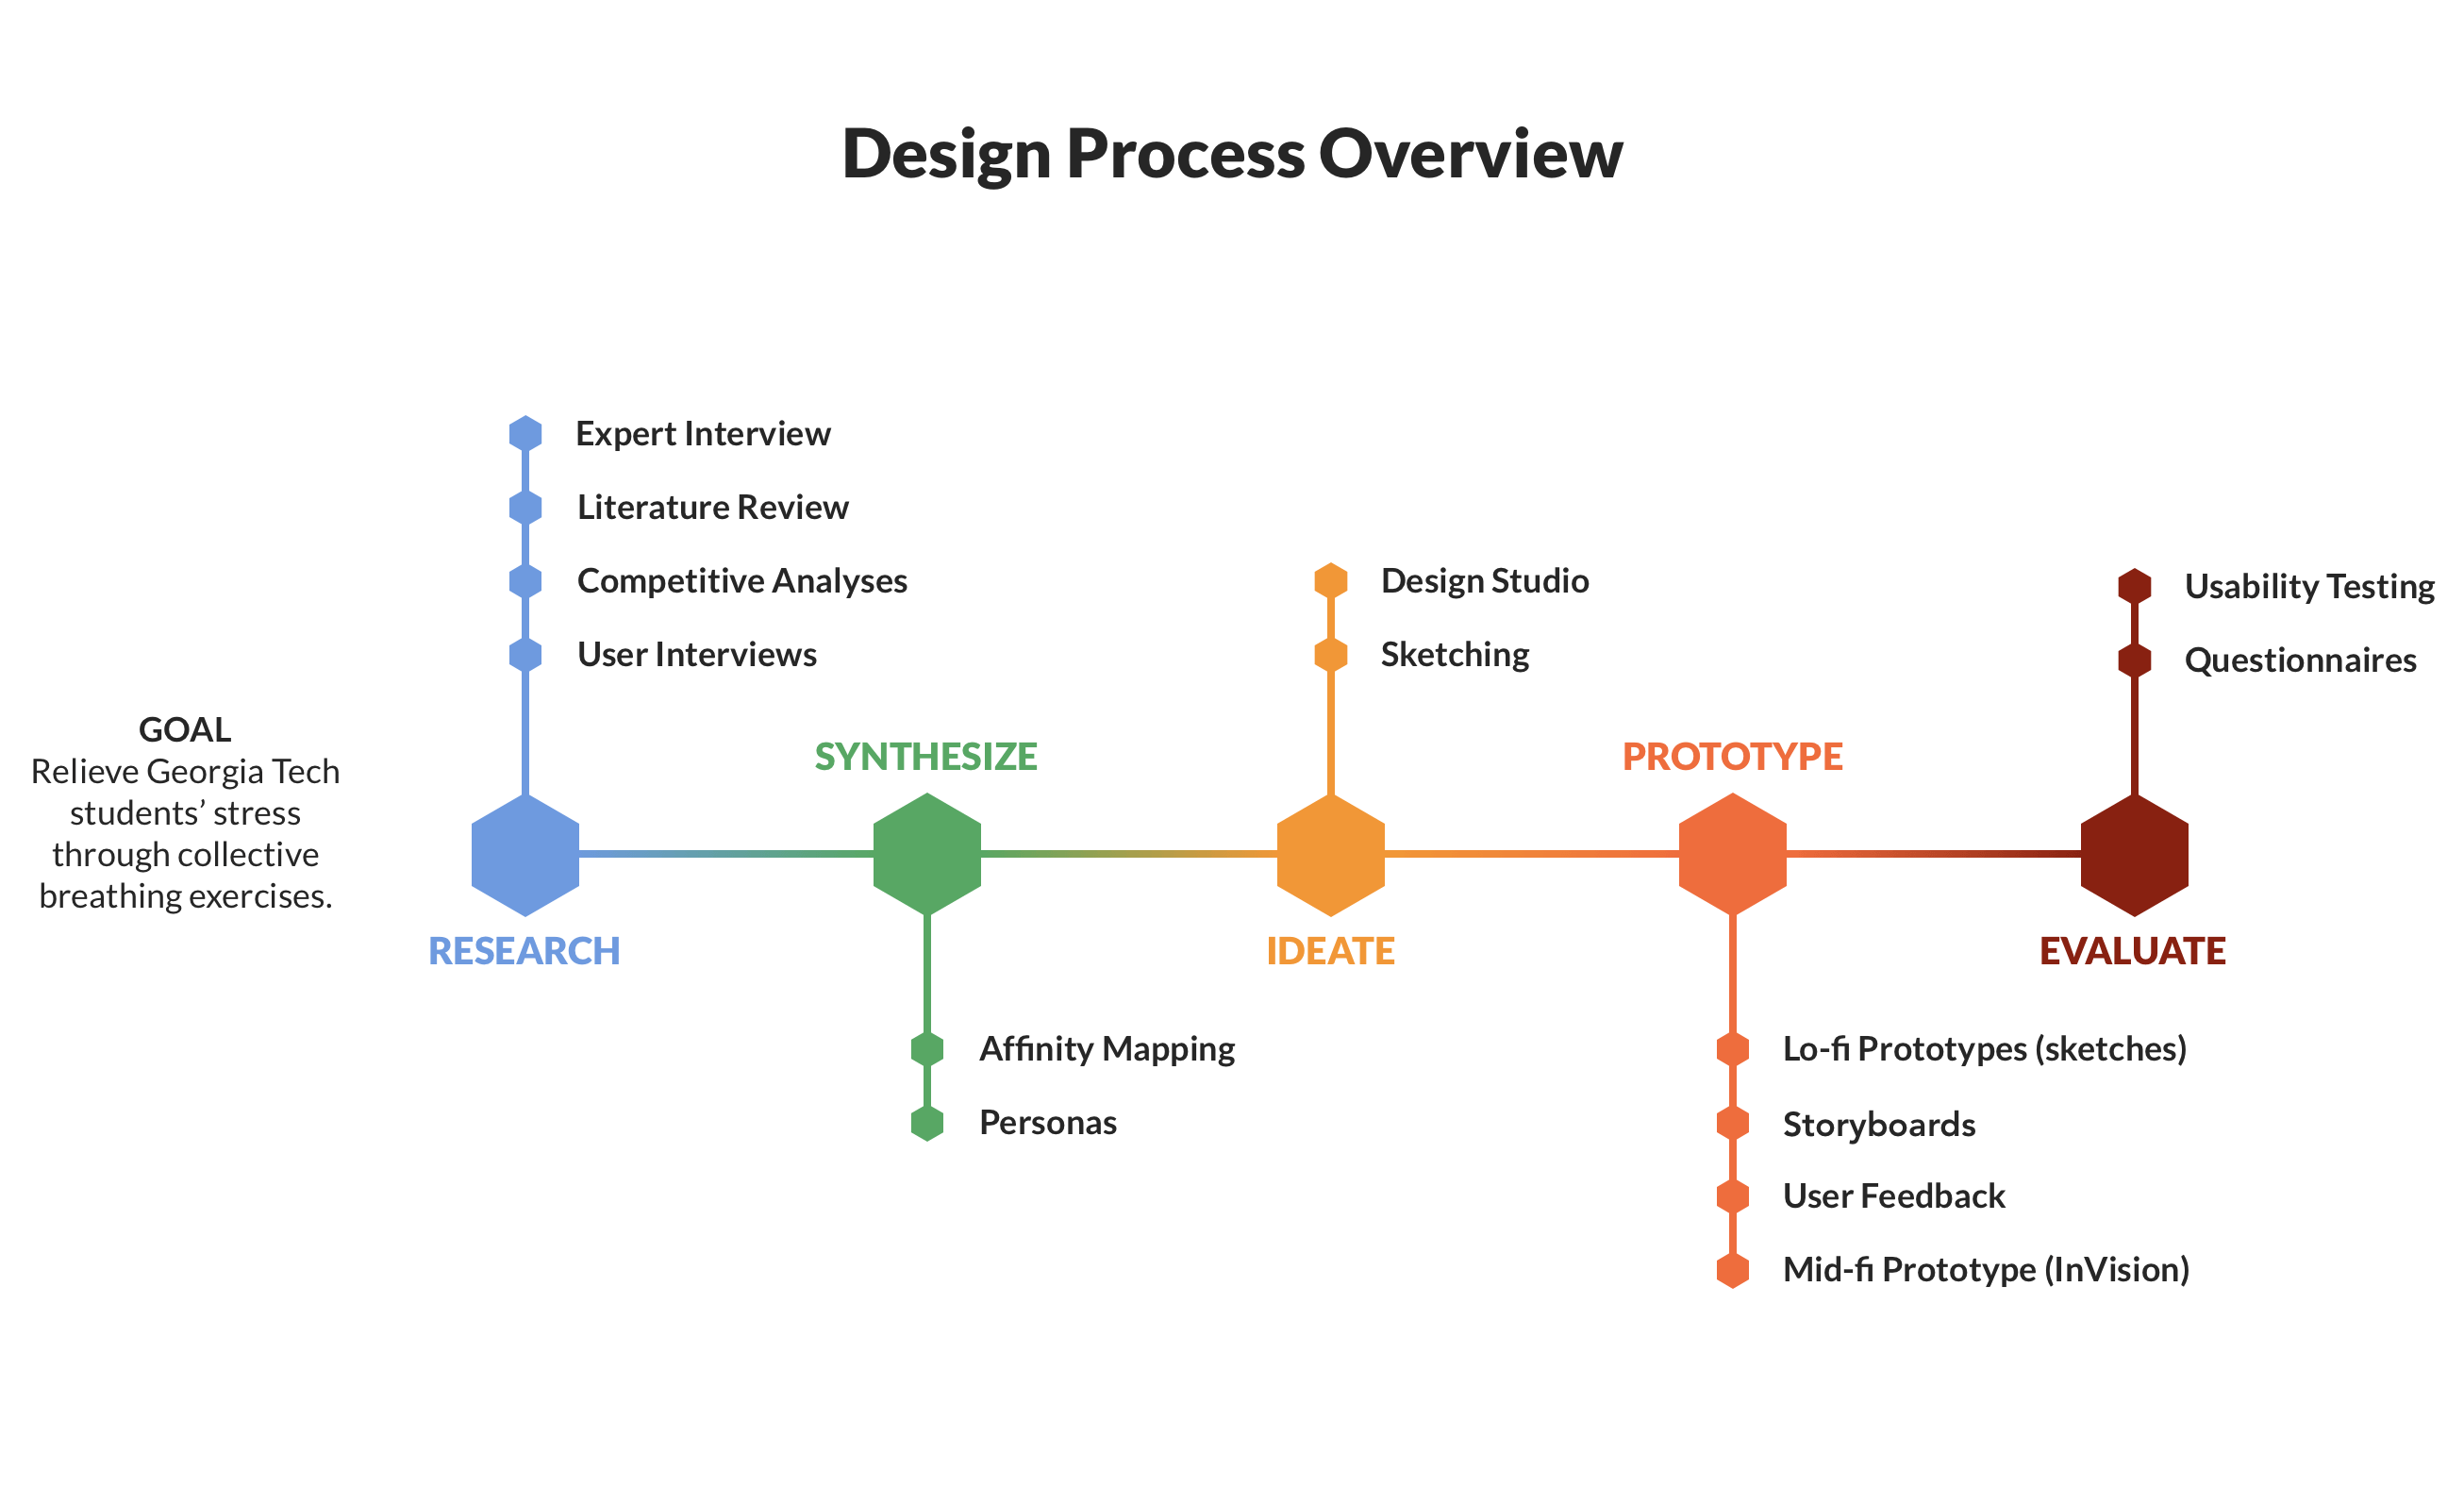 Design Process Overview
GOAL
Relieve Georgia Tech
students’ stress
through collective
breathing exercises.
Expert Interview
Literature Review
Competitive Analyses
User Interviews
RESEARCH
SYNTHESIZE
Affinity Mapping
Personas
Design Studio
Sketching
IDEATE
PROTOTYPE
Lo-fi Prototypes (sketches)
Storyboards
User Feedback
Mid-fi Prototype (InVision)
Usability Testing
Questionnaires
EVALUATE